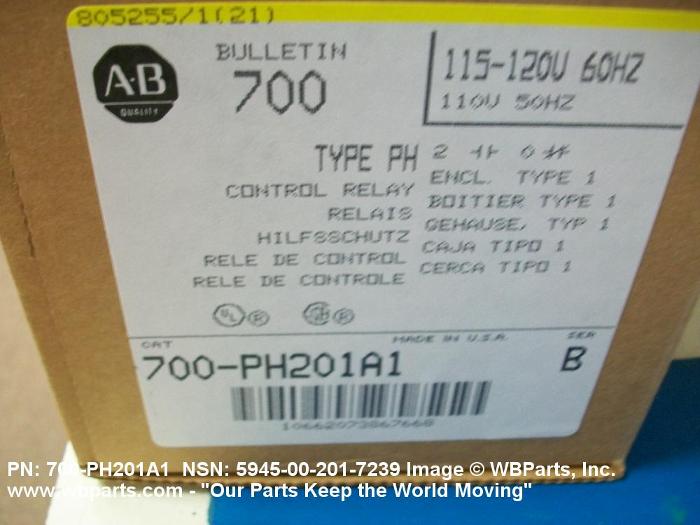 805255/1(21)
A-B
QUALITY
BULLETIN
700
115-120V 60HZ
110V 50HZ
TYPE PH
2 ⊣⊢ 0
CONTROL RELAY
RELAIS
HILFSSCHUTZ
RELE DE CONTROL
RELE DE CONTROLE
ENCL. TYPE 1
BOITIER TYPE 1
GEHAUSE, TYP 1
CAJA TIPO 1
CERCA TIPO 1
UL ®
®
CAT
MADE IN U.S.A.
SER
700-PH201A1
B
10662073867668
PN: 700-PH201A1 NSN: 5945-00-201-7239 Image © WBParts, Inc.
www.wbparts.com - "Our Parts Keep the World Moving"